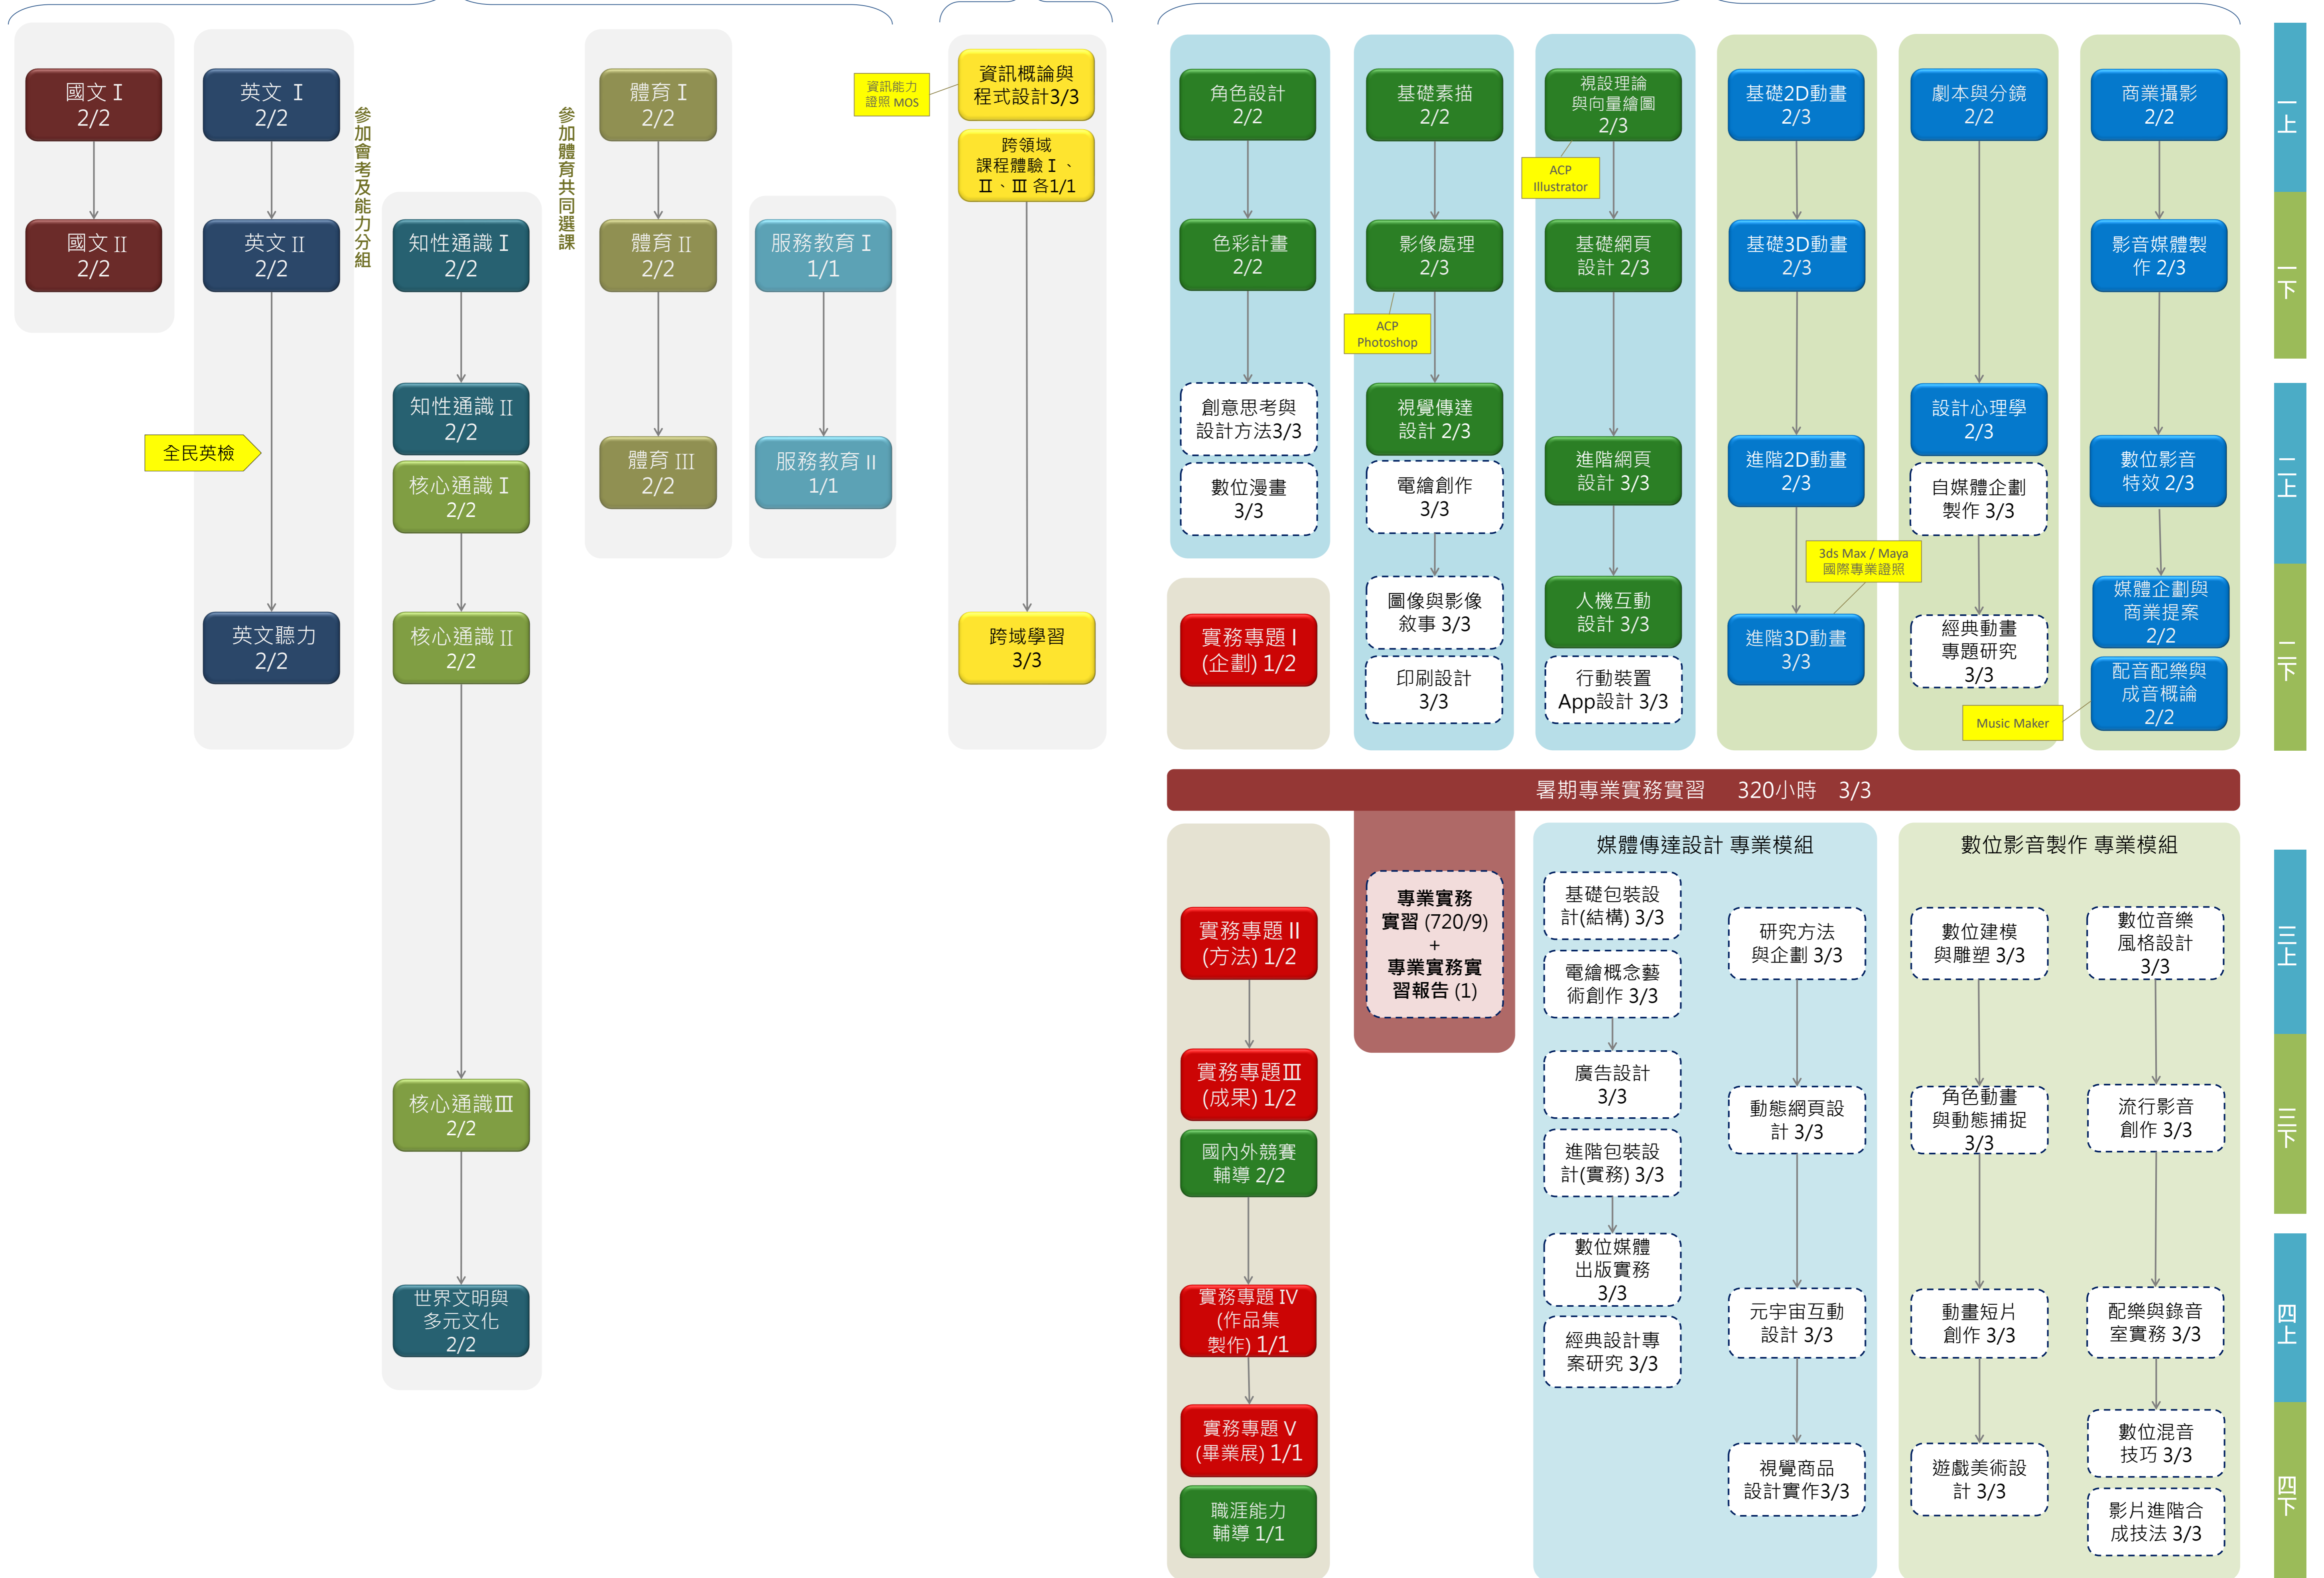 國文 I
2/2
國文 II
2/2
英文 I
2/2
英文 II
2/2
全民英檢
英文聽力
2/2
參加會考及能力分組
知性通識 I
2/2
知性通識 II
2/2
核心通識 I
2/2
核心通識 II
2/2
核心通識Ⅲ
2/2
世界文明與
多元文化
2/2
參加體育共同選課
體育 I
2/2
體育 II
2/2
體育 III
2/2
服務教育 I
1/1
服務教育 II
1/1
資訊能力
證照 MOS
資訊概論與
程式設計3/3
跨領域
課程體驗 I 、
II、Ⅲ 各1/1
跨域學習
3/3
角色設計
2/2
色彩計畫
2/2
創意思考與
設計方法3/3
數位漫畫
3/3
實務專題 I
(企劃) 1/2
基礎素描
2/2
影像處理
2/3
ACP
Photoshop
視覺傳達
設計 2/3
電繪創作
3/3
圖像與影像
敘事 3/3
印刷設計
3/3
視設理論
與向量繪圖
2/3
ACP
Illustrator
基礎網頁
設計 2/3
進階網頁
設計 3/3
人機互動
設計 3/3
行動裝置
App設計 3/3
基礎2D動畫
2/3
基礎3D動畫
2/3
進階2D動畫
2/3
3ds Max / Maya
國際專業證照
進階3D動畫
3/3
劇本與分鏡
2/2
設計心理學
2/3
自媒體企劃
製作 3/3
經典動畫
專題研究
3/3
商業攝影
2/2
影音媒體製
作 2/3
數位影音
特效 2/3
媒體企劃與
商業提案
2/2
配音配樂與
成音概論
2/2
Music Maker
一上
一下
二上
二下
暑期專業實務實習 320小時 3/3
實務專題 II
(方法) 1/2
實務專題Ⅲ
(成果) 1/2
國內外競賽
輔導 2/2
實務專題 IV
(作品集
製作) 1/1
實務專題 V
(畢業展) 1/1
職涯能力
輔導 1/1
專業實務
實習 (720/9)
+
專業實務實
習報告 (1)
媒體傳達設計 專業模組
基礎包裝設
計(結構) 3/3
電繪概念藝
術創作 3/3
廣告設計
3/3
進階包裝設
計(實務) 3/3
數位媒體
出版實務
3/3
經典設計專
案研究 3/3
研究方法
與企劃 3/3
動態網頁設
計 3/3
元宇宙互動
設計 3/3
視覺商品
設計實作3/3
數位影音製作 專業模組
數位建模
與雕塑 3/3
角色動畫
與動態捕捉
3/3
動畫短片
創作 3/3
遊戲美術設
計 3/3
數位音樂
風格設計
3/3
流行影音
創作 3/3
配樂與錄音
室實務 3/3
數位混音
技巧 3/3
影片進階合
成技法 3/3
三上
三下
四上
四下